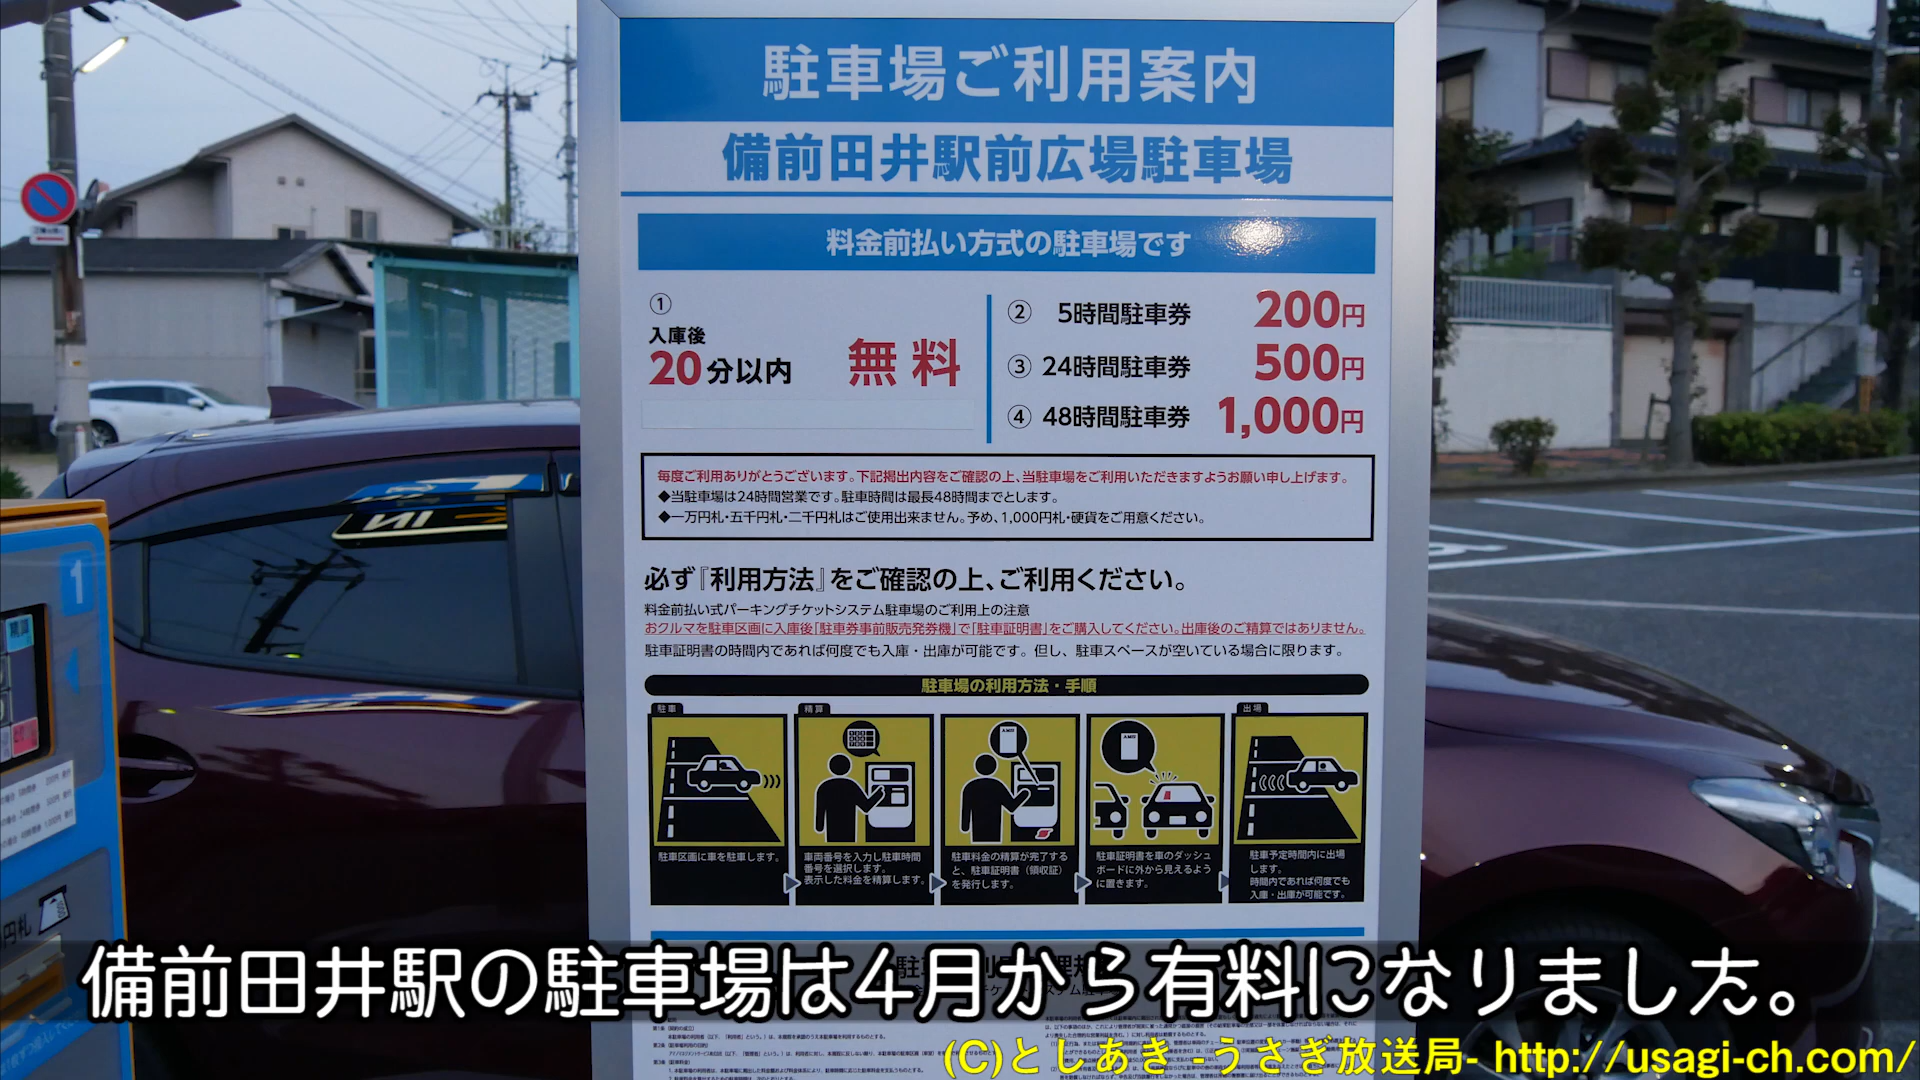 駐車場ご利用案内
備前田井駅前広場駐車場
料金前払い方式の駐車場です
①
入庫後
20分以内 無料
② 5時間駐車券 200円
③ 24時間駐車券 500円
④ 48時間駐車券 1,000円
毎度ご利用ありがとうございます。下記掲出内容をご確認の上、当駐車場をご利用いただきますようお願い申し上げます。
◆当駐車場は24時間営業です。駐車時間は最長48時間までとします。
◆一万円札・五千円札・二千円札はご使用出来ません。予め、1,000円札・硬貨をご用意ください。
必ず『利用方法』をご確認の上、ご利用ください。
料金前払い式パーキングチケットシステム駐車場のご利用上の注意
おクルマを駐車区画に入庫後「駐車券事前販売発券機」で「駐車証明書」をご購入してください。出庫後のご精算ではありません。
駐車証明書の時間内であれば何度でも入庫・出庫が可能です。但し、駐車スペースが空いている場合に限ります。
駐車場の利用方法・手順
駐車
精算
出場
駐車区画に車を駐車します。
車両番号を入力し駐車時間
番号を選択します。
表示した料金を精算します。
駐車料金の精算が完了する
と、駐車証明書（領収証）
を発行します。
駐車証明書を車のダッシュ
ボードに外から見えるよう
に置きます。
駐車予定時間内に出場
します。
時間内であれば何度でも
入庫・出庫が可能です。
1
備前田井駅の駐車場は4月から有料になりました。
(C)としあき -うさぎ放送局- http://usagi-ch.com/